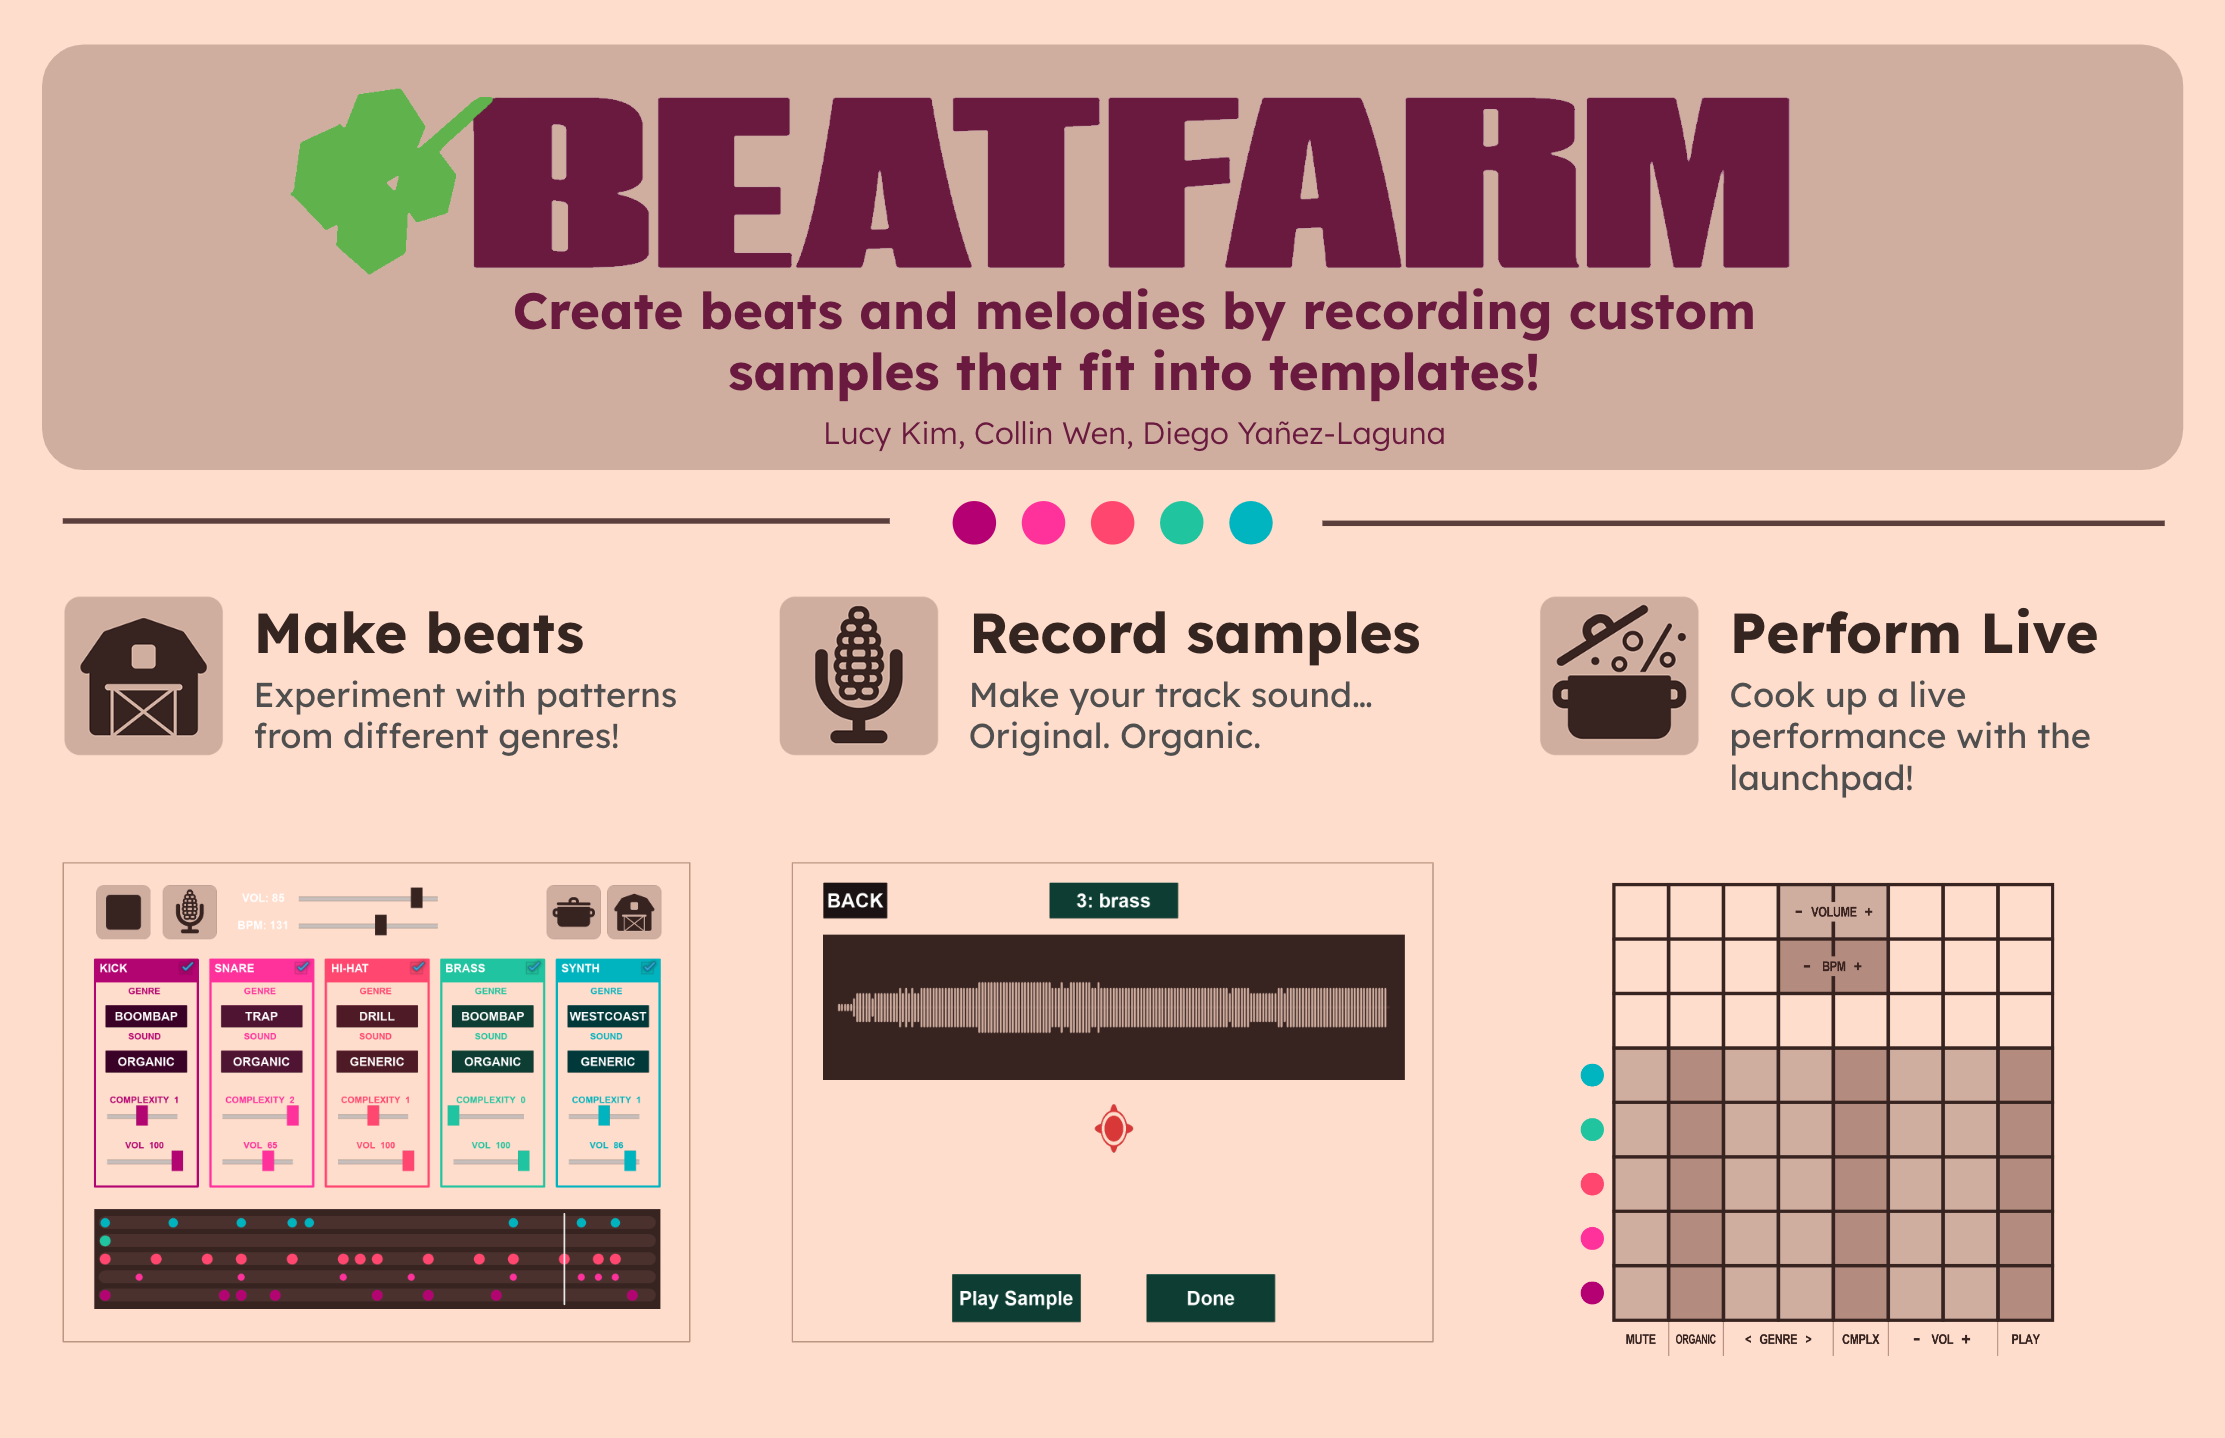 BEATFARM
Create beats and melodies by recording custom
samples that fit into templates!
Lucy Kim, Collin Wen, Diego Yañez-Laguna
Make beats
Experiment with patterns
from different genres!
Record samples
Make your track sound...
Original. Organic.
Perform Live
Cook up a live
performance with the
launchpad!
VOL: 85
BPM: 131
KICK
GENRE
BOOMBAP
SOUND
ORGANIC
COMPLEXITY 1
VOL 100
SNARE
GENRE
TRAP
SOUND
ORGANIC
COMPLEXITY 2
VOL 65
HI-HAT
GENRE
DRILL
SOUND
GENERIC
COMPLEXITY 1
VOL 100
BRASS
GENRE
BOOMBAP
SOUND
ORGANIC
COMPLEXITY 0
VOL 100
SYNTH
GENRE
WESTCOAST
SOUND
GENERIC
COMPLEXITY 1
VOL 86
BACK
3: brass
Play Sample
Done
- VOLUME +
- BPM +
MUTE ORGANIC < GENRE > CMPLX - VOL + PLAY